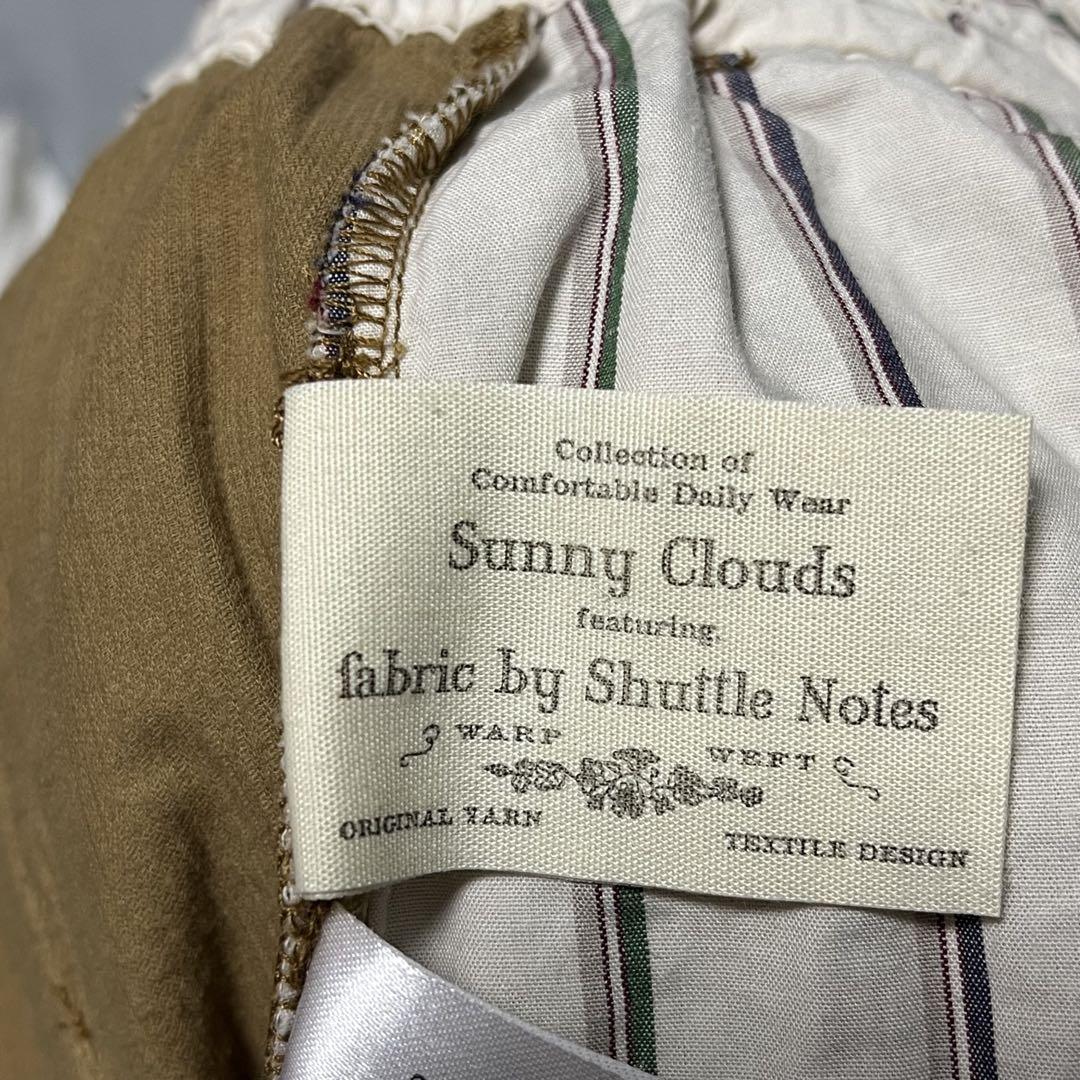 Collection of
Comfortable Daily Wear
Sunny Clouds
featuring.
fabric by Shuttle Notes
WARP WEFT
ORIGINAL YARN
TEXTILE DESIGN